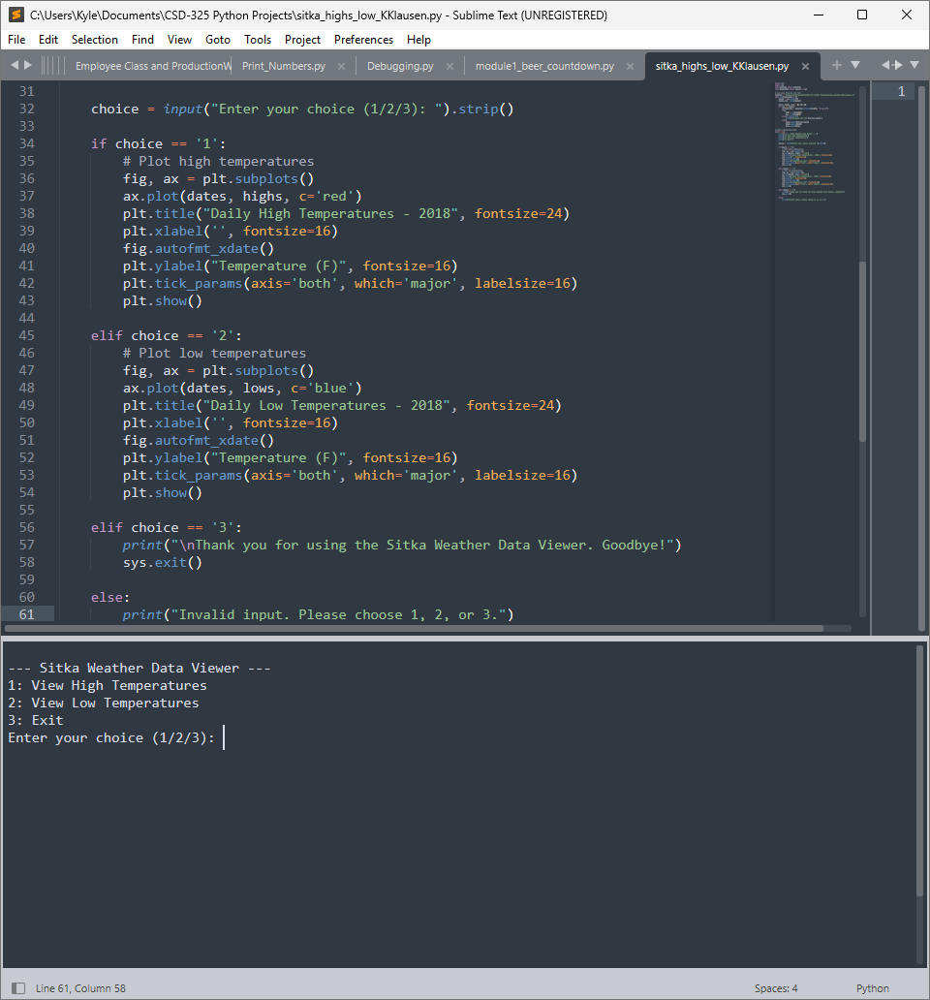 C:\Users\Kyle\Documents\CSD-325 Python Projects\sitka_highs_low_KKlausen.py - Sublime Text (UNREGISTERED)
File Edit Selection Find View Goto Tools Project Preferences Help
Employee Class and ProductionW Print_Numbers.py Debugging.py module1_beer_countdown.py sitka_highs_low_KKlausen.py
1
31
32 choice = input("Enter your choice (1/2/3): ").strip()
33
34 if choice == '1':
35 # Plot high temperatures
36 fig, ax = plt.subplots()
37 ax.plot(dates, highs, c='red')
38 plt.title("Daily High Temperatures - 2018", fontsize=24)
39 plt.xlabel('', fontsize=16)
40 fig.autofmt_xdate()
41 plt.ylabel("Temperature (F)", fontsize=16)
42 plt.tick_params(axis='both', which='major', labelsize=16)
43 plt.show()
44
45 elif choice == '2':
46 # Plot low temperatures
47 fig, ax = plt.subplots()
48 ax.plot(dates, lows, c='blue')
49 plt.title("Daily Low Temperatures - 2018", fontsize=24)
50 plt.xlabel('', fontsize=16)
51 fig.autofmt_xdate()
52 plt.ylabel("Temperature (F)", fontsize=16)
53 plt.tick_params(axis='both', which='major', labelsize=16)
54 plt.show()
55
56 elif choice == '3':
57 print("\nThank you for using the Sitka Weather Data Viewer. Goodbye!")
58 sys.exit()
59
60 else:
61 print("Invalid input. Please choose 1, 2, or 3.")
--- Sitka Weather Data Viewer ---
1: View High Temperatures
2: View Low Temperatures
3: Exit
Enter your choice (1/2/3):
Line 61, Column 58 Spaces: 4 Python